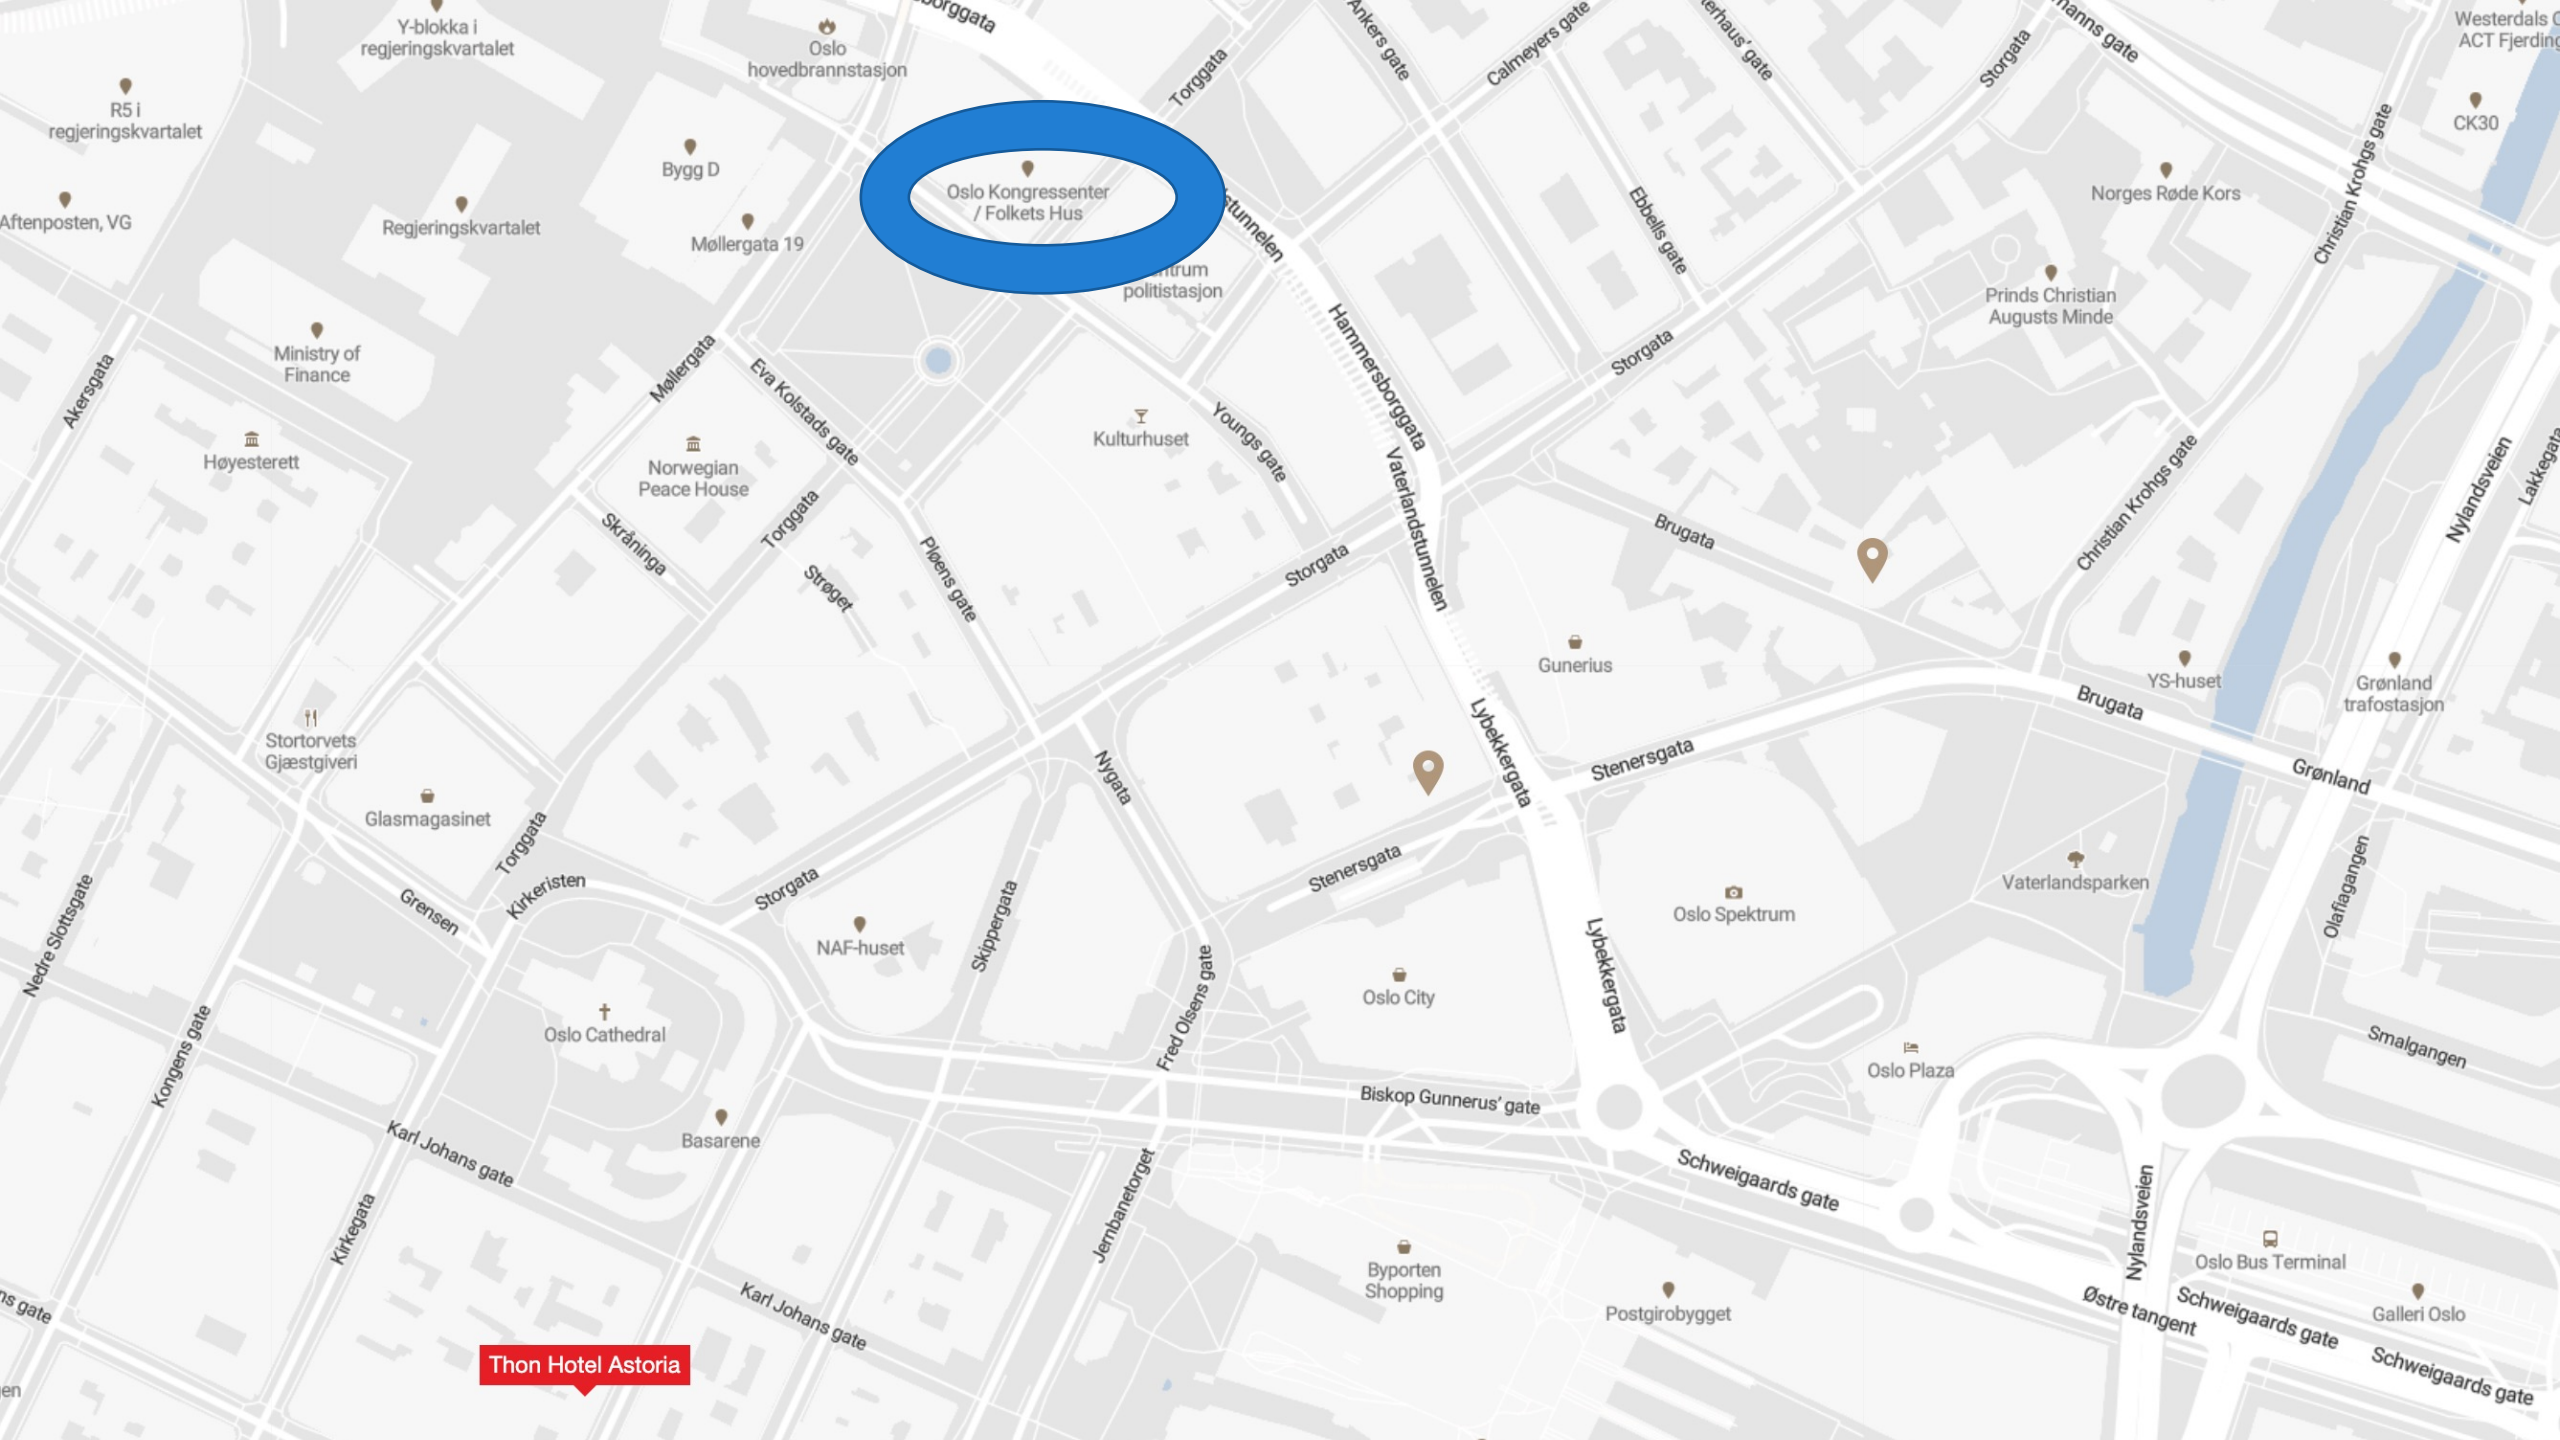 Y-blokka i
regjeringskvartalet
Oslo
hovedbrannstasjon
Torggata
Ankers gate
Calmeyers gate
Storgata
Westerdals
ACT Fjerding
R5 i
regjeringskvartalet
CK30
Bygg D
Aftenposten, VG
Regjeringskvartalet
Møllergata 19
Oslo Kongressenter
/ Folkets Hus
politistasjon
Ebbells gate
Norges Røde Kors
Christian Krohgs gate
Prinds Christian
Augusts Minde
Hammersborggata
Ministry of
Finance
Akersgata
Møllergata
Eva Kolstads gate
Storgata
Kulturhuset
Youngs gate
Høyesterett
Norwegian
Peace House
Torggata
Skråninga
Strøget
Pløens gate
Storgata
Vaterlandstunnelen
Brugata
Christian Krohgs gate
Nylandsveien
Lakkegata
Gunerius
YS-huset
Grønland
trafostasjon
Brugata
Stortorvets
Gjæstgiveri
Nygata
Lybekkergata
Stenersgata
Grønland
Glasmagasinet
Torggata
Kirkeristen
Storgata
Stenersgata
Grensen
Nedre Slottsgate
NAF-huset
Skippergata
Oslo Spektrum
Vaterlandsparken
Olafiagangen
Oslo Cathedral
Fred Olsens gate
Oslo City
Lybekkergata
Kongens gate
Oslo Plaza
Smalgangen
Biskop Gunnerus' gate
Karl Johans gate
Basarene
Kirkegata
Jernbanetorget
Schweigaards gate
Nylandsveien
Byporten
Shopping
Postgirobygget
Oslo Bus Terminal
Galleri Oslo
Karl Johans gate
Østre tangent
Schweigaards gate
Schweigaards gate
Thon Hotel Astoria